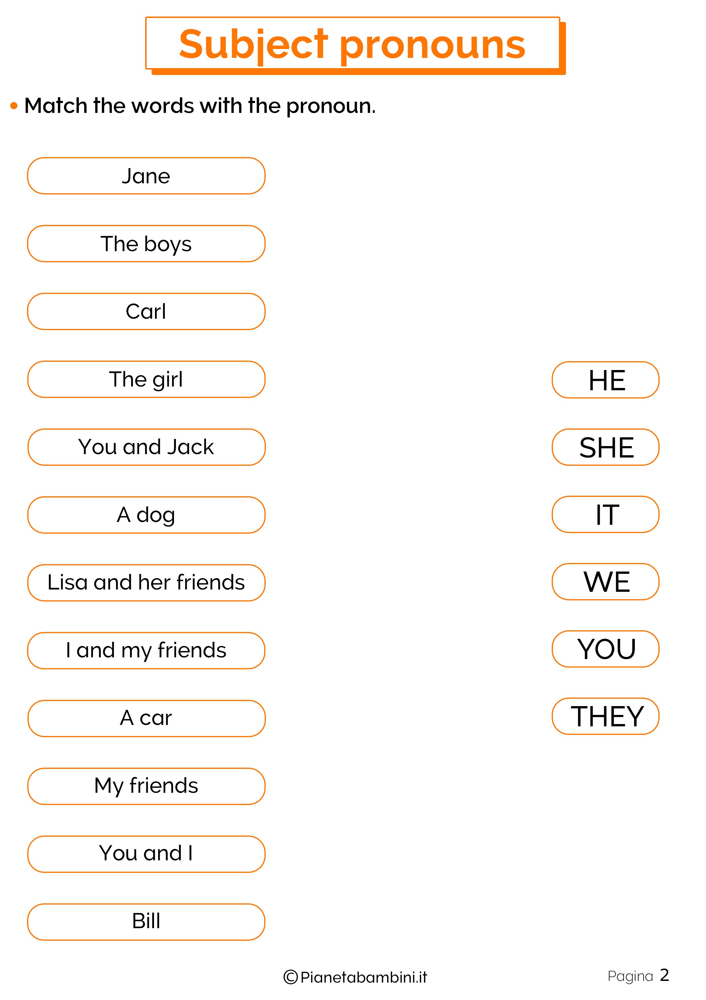 Subject pronouns
• Match the words with the pronoun.
Jane
The boys
Carl
The girl
HE
You and Jack
SHE
A dog
IT
Lisa and her friends
WE
I and my friends
YOU
A car
THEY
My friends
You and I
Bill
©Pianetabambini.it
Pagina 2